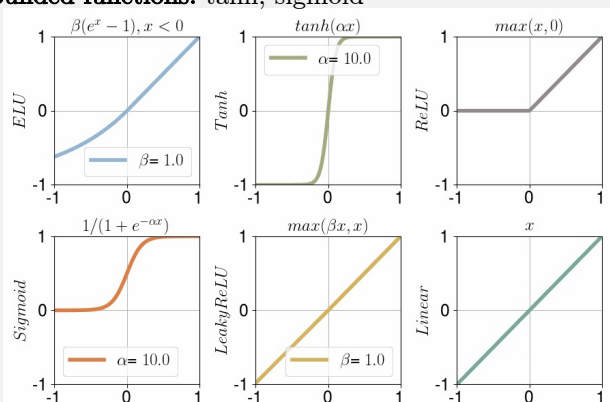 functions: tanh, sigmoid
β(e^x − 1), x < 0
tanh(αx)
max(x, 0)
ELU
1
0
-1
-1
0
1
β= 1.0
Tanh
1
0
-1
-1
0
1
α= 10.0
ReLU
1
0
-1
-1
0
1
1/(1 + e^{−αx})
max(βx, x)
x
Sigmoid
1
0
-1
-1
0
1
α= 10.0
LeakyReLU
1
0
-1
-1
0
1
β= 1.0
Linear
1
0
-1
-1
0
1